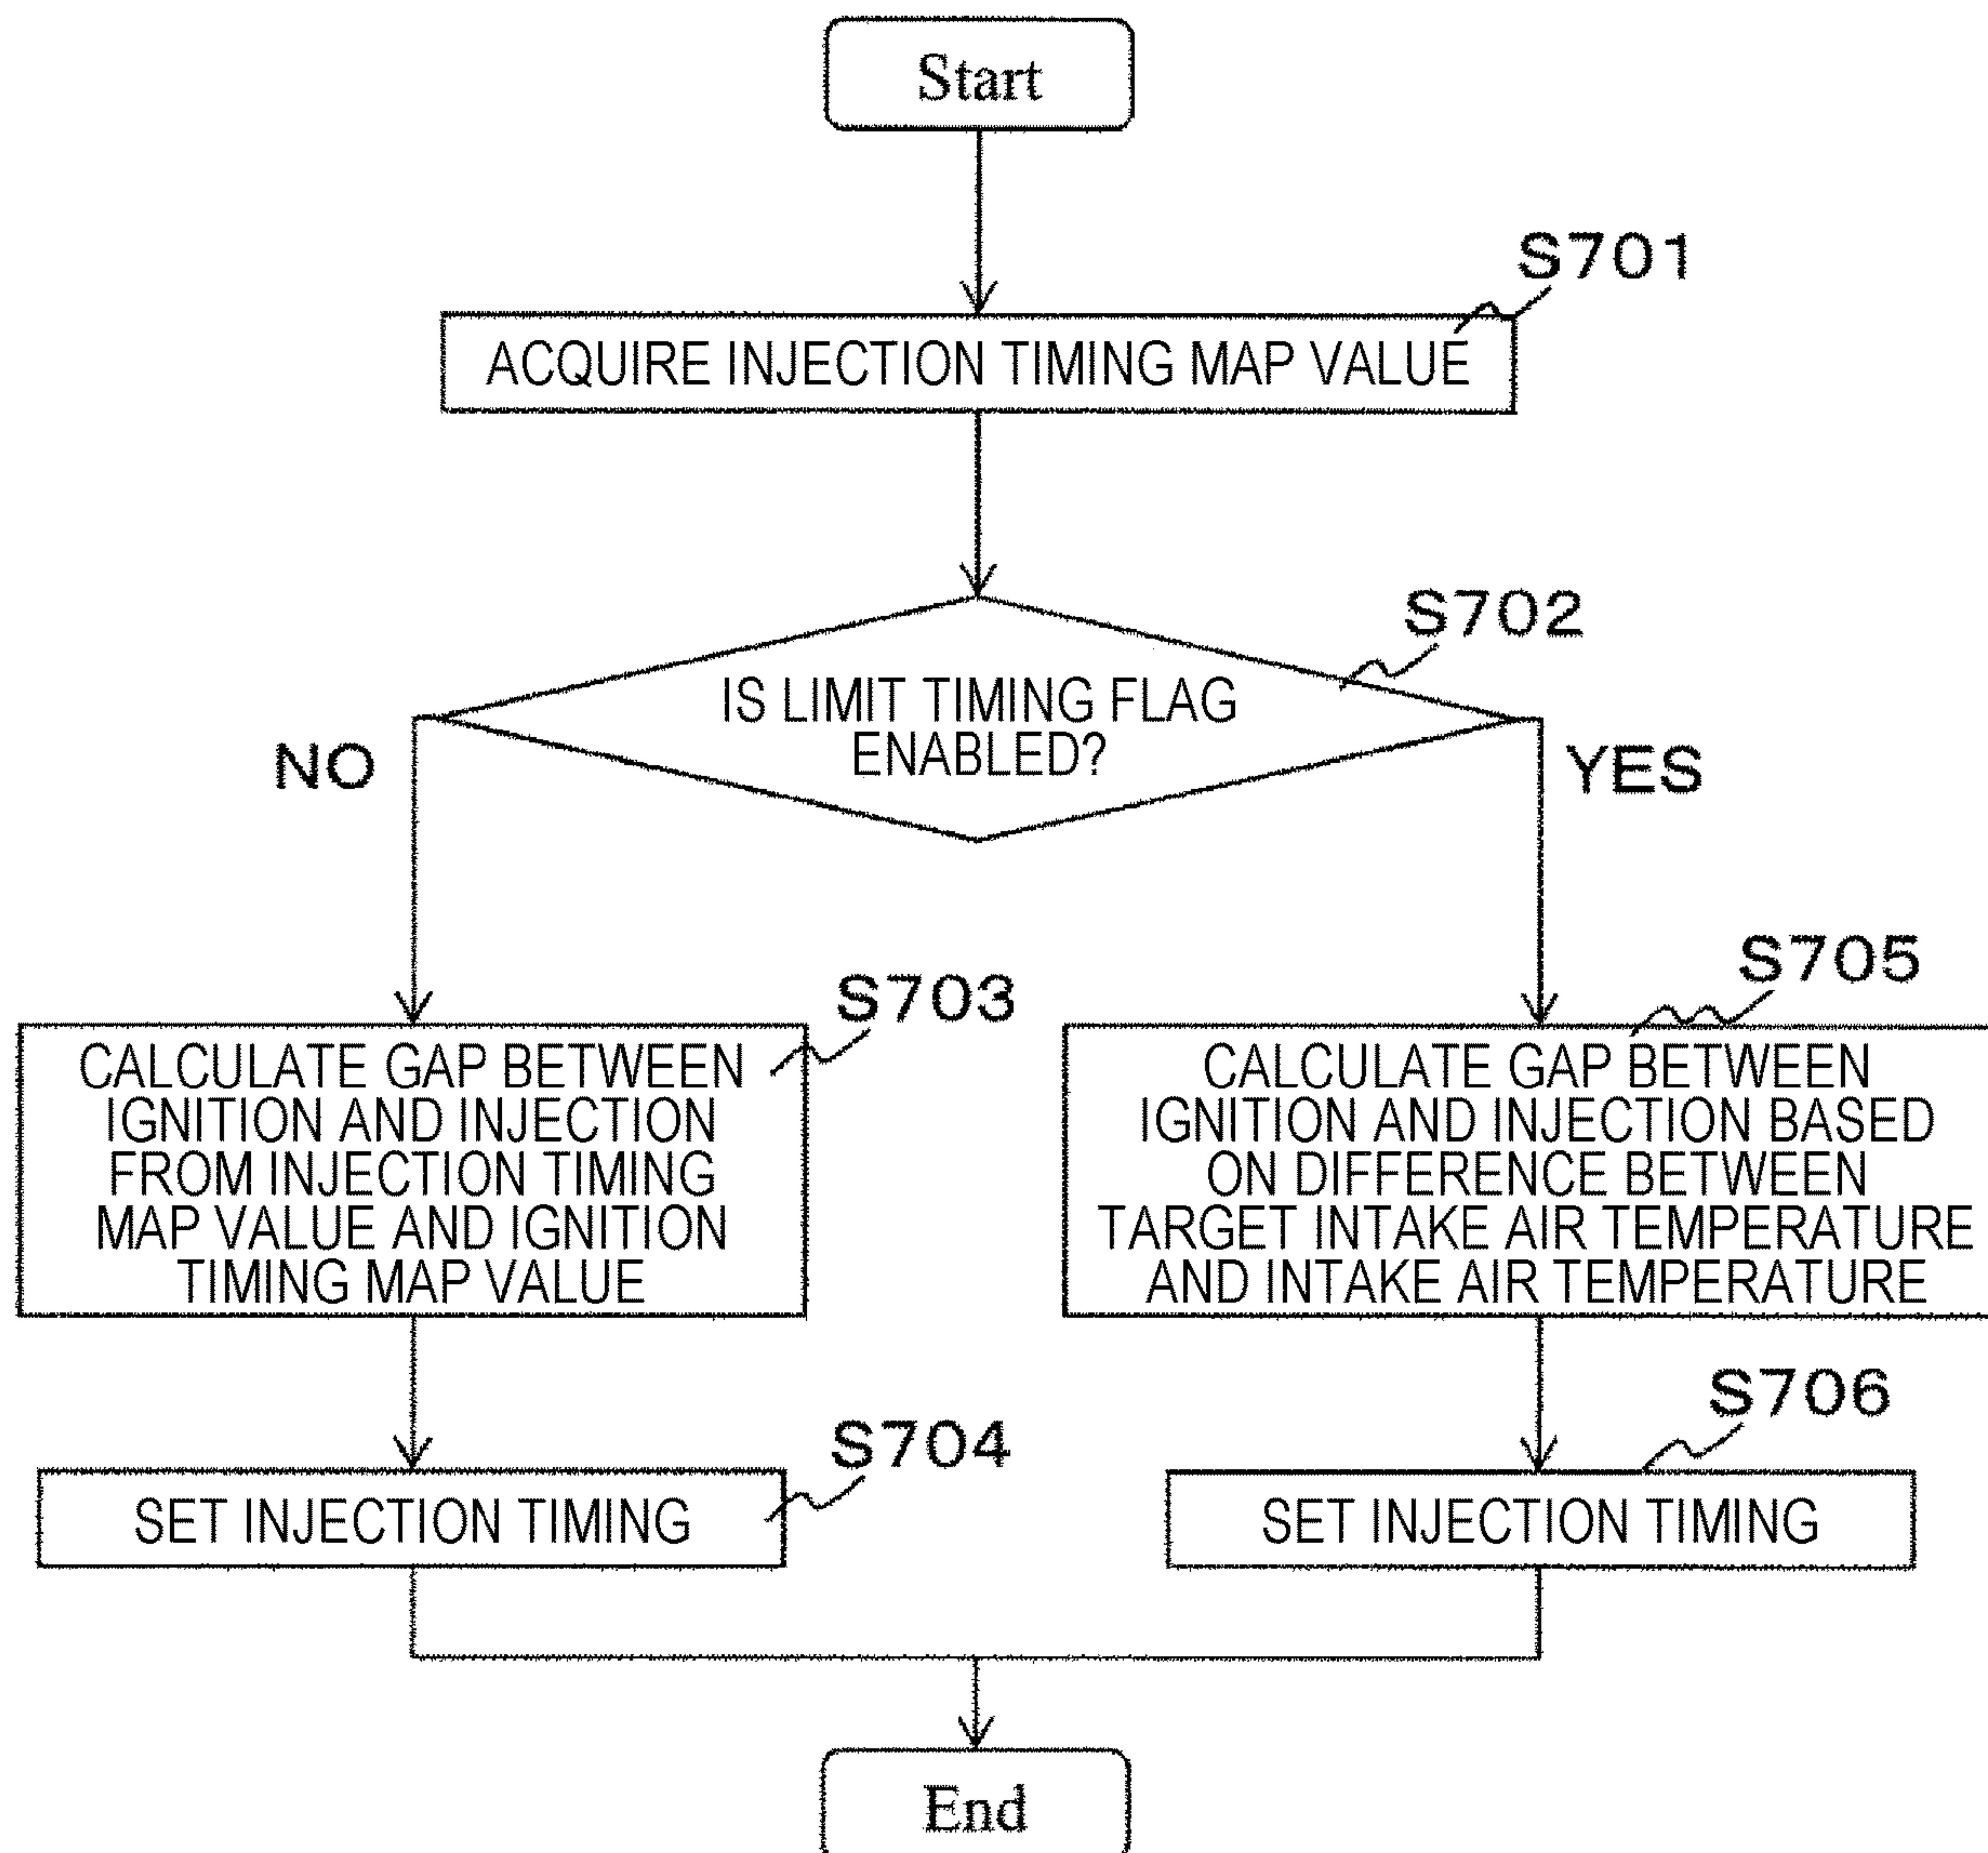 Start
S701
ACQUIRE INJECTION TIMING MAP VALUE
S702
IS LIMIT TIMING FLAG
ENABLED?
NO
YES
S703
CALCULATE GAP BETWEEN
IGNITION AND INJECTION
FROM INJECTION TIMING
MAP VALUE AND IGNITION
TIMING MAP VALUE
S705
CALCULATE GAP BETWEEN
IGNITION AND INJECTION BASED
ON DIFFERENCE BETWEEN
TARGET INTAKE AIR TEMPERATURE
AND INTAKE AIR TEMPERATURE
S704
SET INJECTION TIMING
S706
SET INJECTION TIMING
End